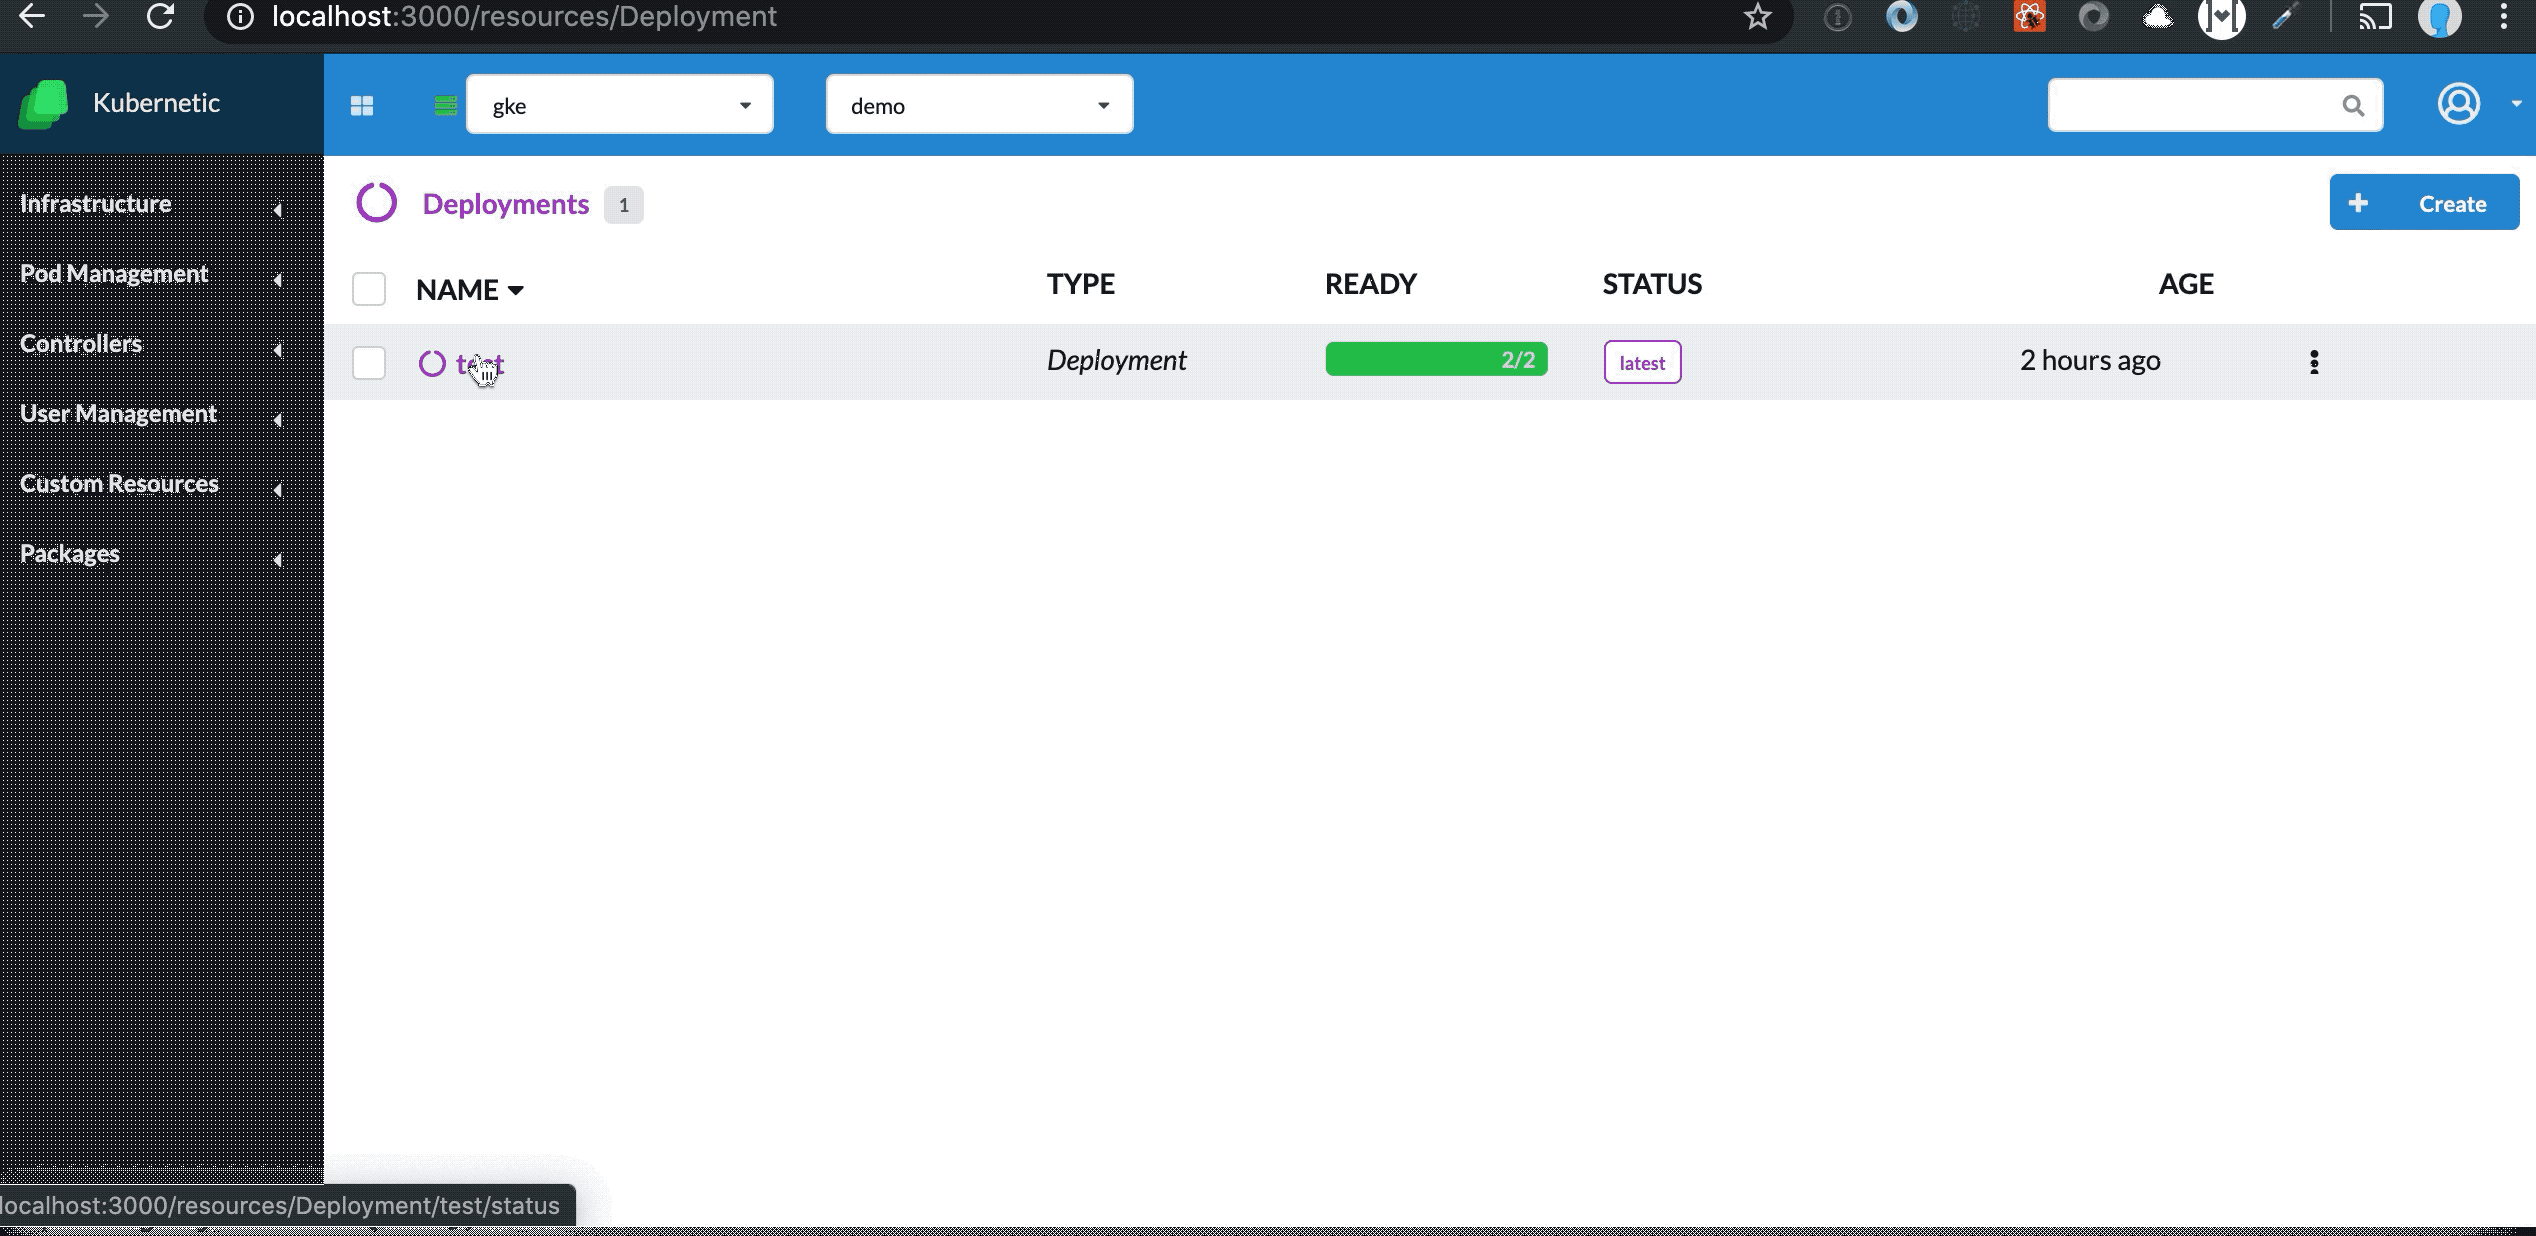 localhost:3000/resources/Deployment
Kubernetic
gke
demo
Infrastructure
Pod Management
Controllers
User Management
Custom Resources
Packages
Deployments 1
Create
NAME TYPE READY STATUS AGE
test Deployment 2/2 latest 2 hours ago
localhost:3000/resources/Deployment/test/status